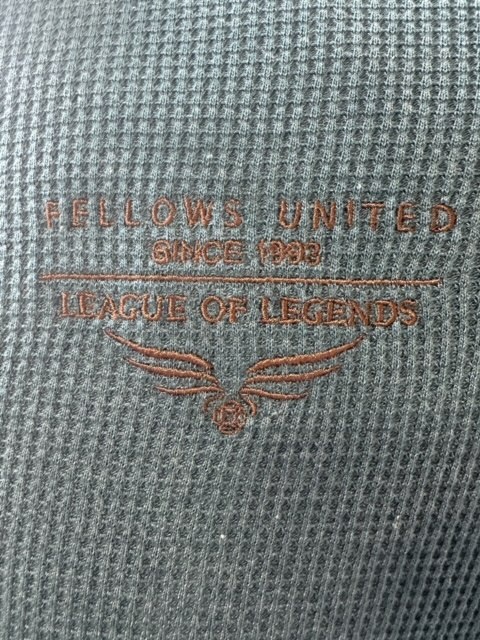 FELLOWS UNITED
SINCE 1993
LEAGUE OF LEGENDS